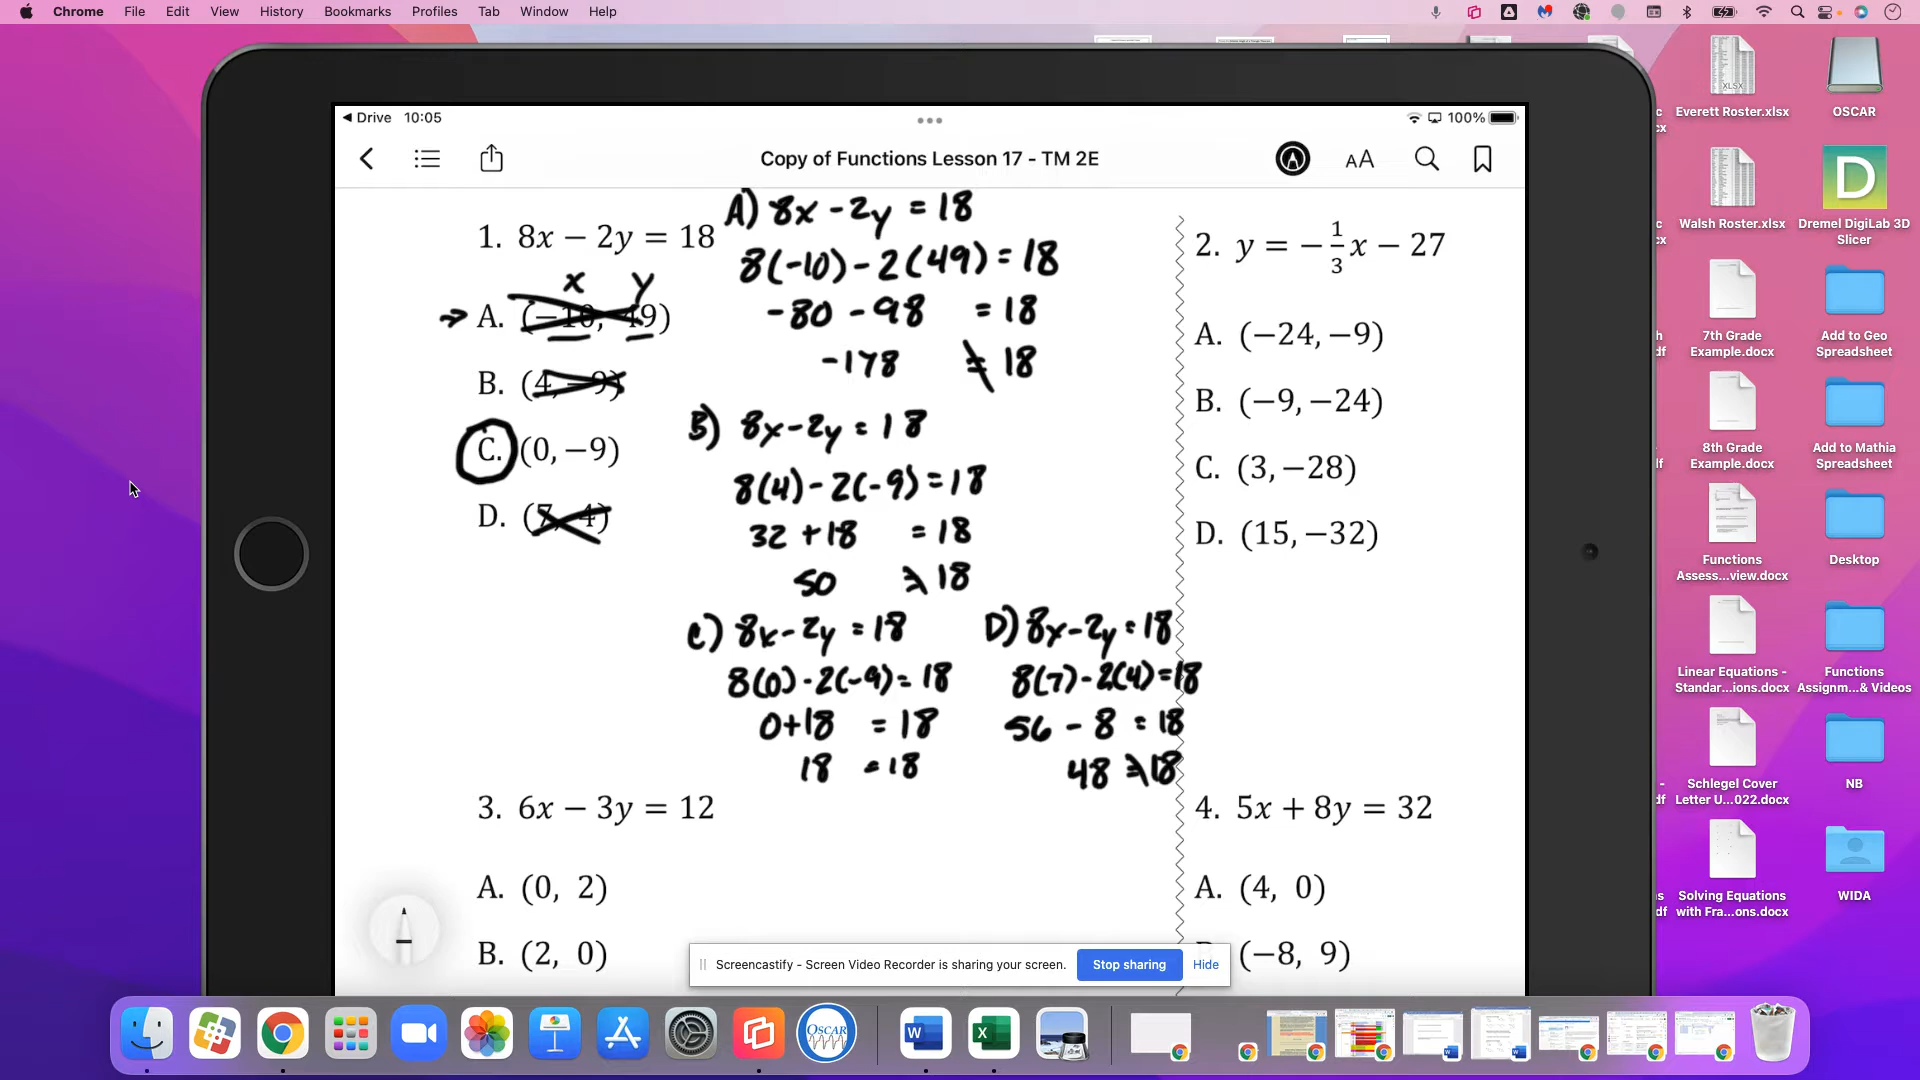 Chrome File Edit View History Bookmarks Profiles Tab Window Help
Drive 10:05
100%
Copy of Functions Lesson 17 - TM 2E
AA
1. 8x − 2y = 18
x y
A. (−10, 49)
B. (4, −9)
C. (0, −9)
D. (7, 4)
A) 8x - 2y = 18
8(-10) - 2(49) = 18
-80 - 98 = 18
-178 ≠ 18
B) 8x - 2y = 18
8(4) - 2(-9) = 18
32 + 18 = 18
50 ≠ 18
C) 8x - 2y = 18
8(0) - 2(-9) = 18
0 + 18 = 18
18 = 18
D) 8x - 2y = 18
8(7) - 2(4) = 18
56 - 8 = 18
48 ≠ 18
2. y = −1/3 x − 27
A. (−24, −9)
B. (−9, −24)
C. (3, −28)
D. (15, −32)
3. 6x − 3y = 12
A. (0, 2)
B. (2, 0)
4. 5x + 8y = 32
A. (4, 0)
(−8, 9)
Screencastify - Screen Video Recorder is sharing your screen. Stop sharing Hide
XLSX
Everett Roster.xlsx
OSCAR
Walsh Roster.xlsx
D
Dremel DigiLab 3D
Slicer
7th Grade
Example.docx
Add to Geo
Spreadsheet
8th Grade
Example.docx
Add to Mathia
Spreadsheet
Functions
Assess...view.docx
Desktop
Linear Equations -
Standar...ions.docx
Functions
Assignm...& Videos
Schlegel Cover
Letter U...022.docx
NB
Solving Equations
with Fra...ons.docx
WIDA
OSCAR
W
X